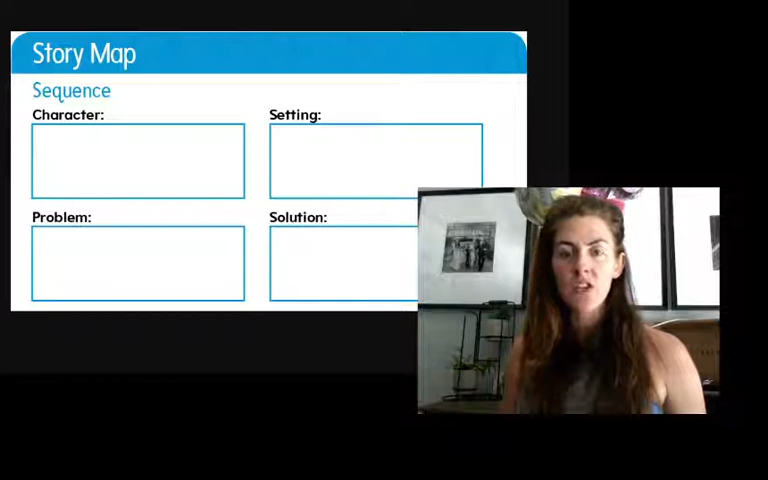 Story Map
Sequence
Character:
Setting:
Problem:
Solution: